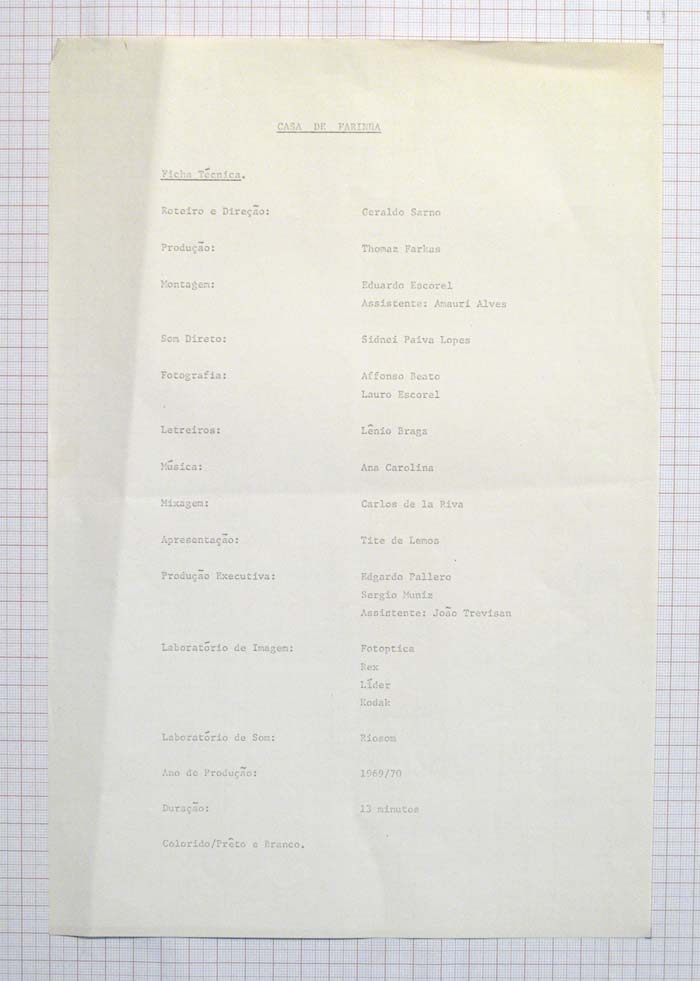 CASA DE FARINHA
Ficha Técnica.
Roteiro e Direção: Geraldo Sarno
Produção: Thomaz Farkas
Montagem: Eduardo Escorel
Assistente: Amauri Alves
Som Direto: Sidnei Paiva Lopes
Fotografia: Affonso Beato
Lauro Escorel
Letreiros: Lênio Braga
Música: Ana Carolina
Mixagem: Carlos de la Riva
Apresentação: Tite de Lemos
Produção Executiva: Edgardo Pallero
Sergio Muniz
Assistente: João Trevisan
Laboratório de Imagem: Fotoptica
Rex
Líder
Kodak
Laboratório de Som: Riosom
Ano de Produção: 1969/70
Duração: 13 minutos
Colorido/Prêto e Branco.